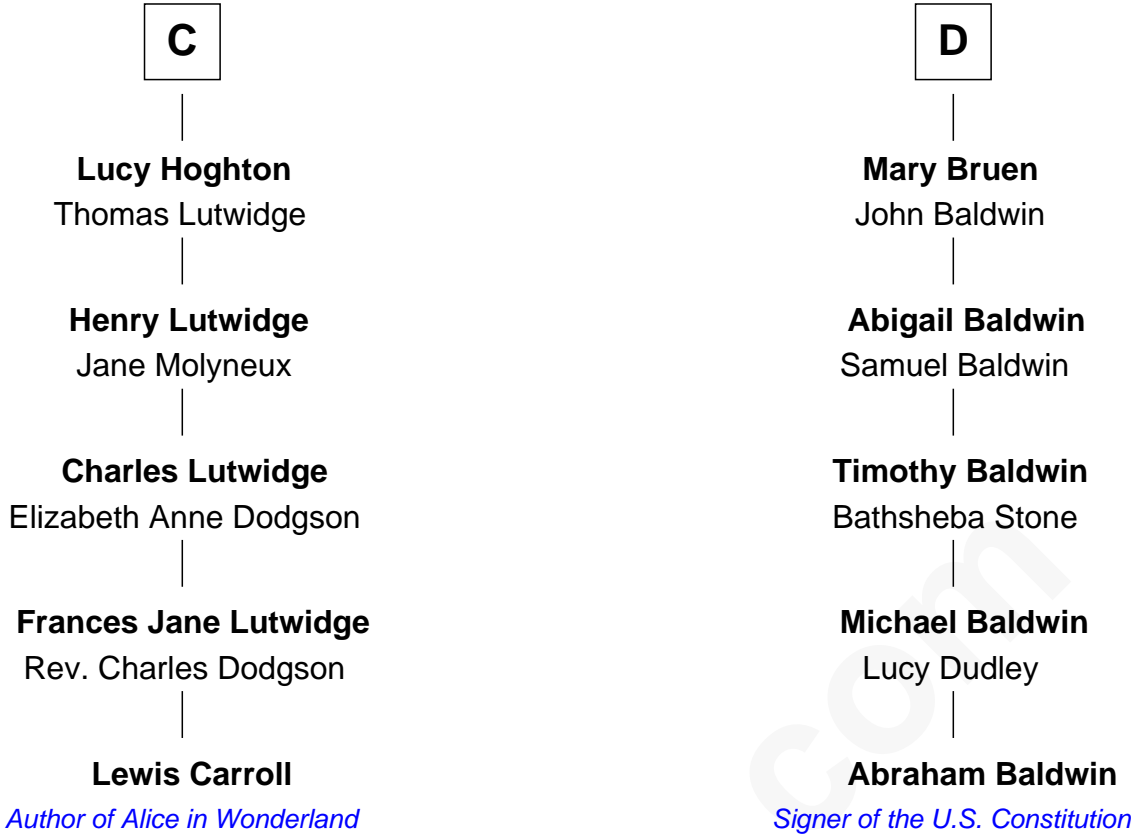 C
Lucy Hoghton
Thomas Lutwidge
Henry Lutwidge
Jane Molyneux
Charles Lutwidge
Elizabeth Anne Dodgson
Frances Jane Lutwidge
Rev. Charles Dodgson
Lewis Carroll
Author of Alice in Wonderland
D
Mary Bruen
John Baldwin
Abigail Baldwin
Samuel Baldwin
Timothy Baldwin
Bathsheba Stone
Michael Baldwin
Lucy Dudley
Abraham Baldwin
Signer of the U.S. Constitution
com